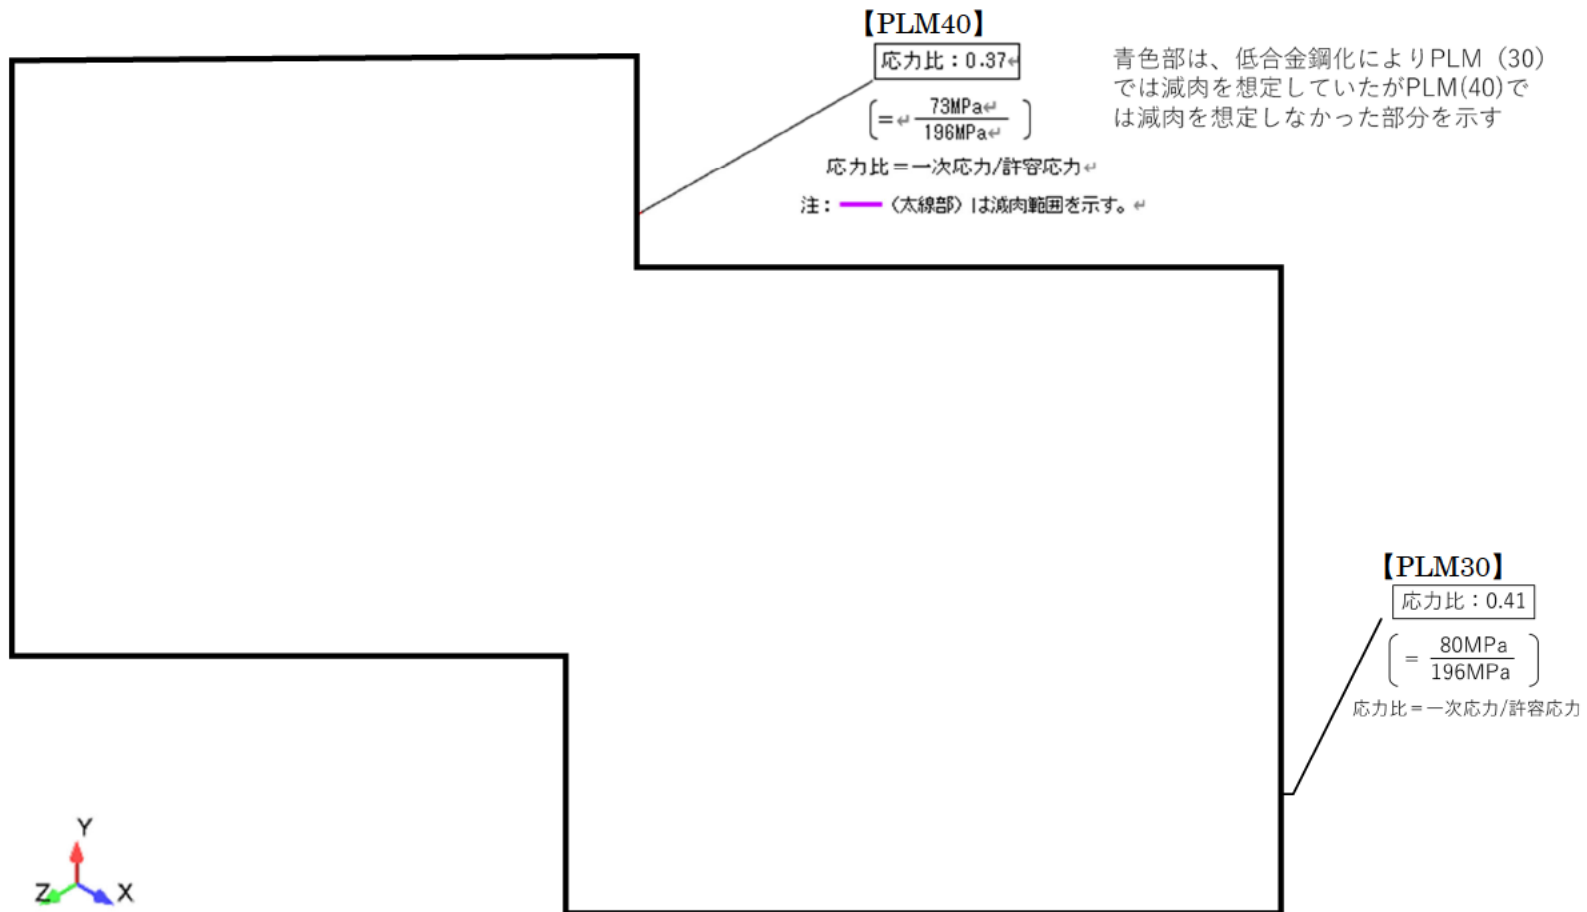 【PLM40】
応力比：0.37↵
=↵ 73MPa↵
196MPa↵
応力比＝一次応力/許容応力↵
注： （太線部）は減肉範囲を示す。↵
青色部は、低合金鋼化によりPLM（30）
では減肉を想定していたがPLM(40)で
は減肉を想定しなかった部分を示す
【PLM30】
応力比：0.41
= 80MPa
196MPa
応力比＝一次応力/許容応力
Y
Z X